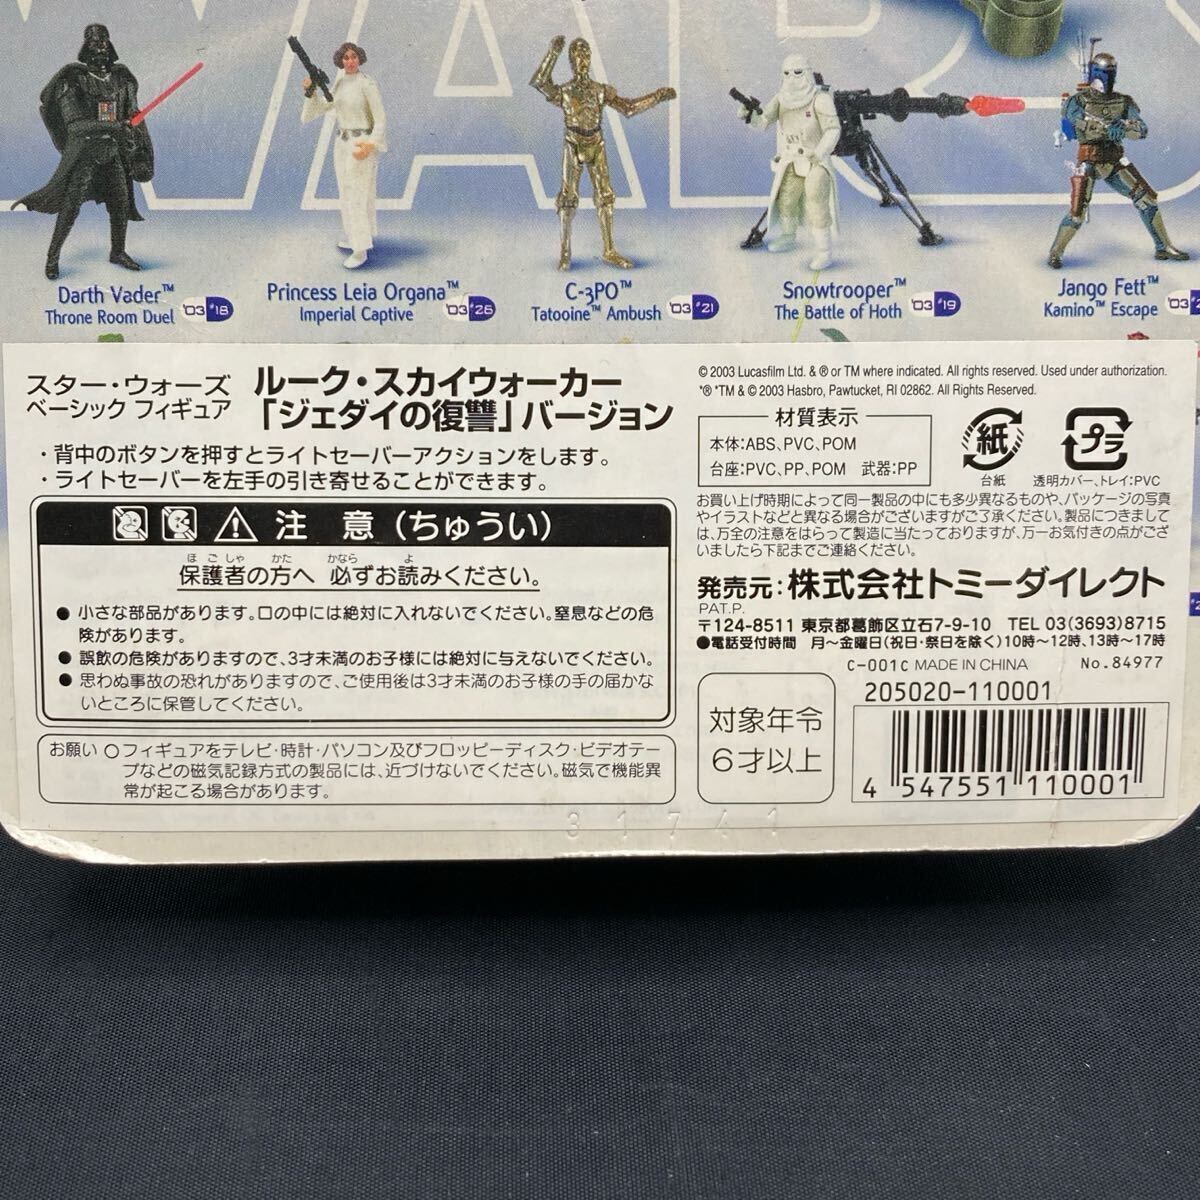 WARS
Darth Vader™
Throne Room Duel '03 #18
Princess Leia Organa™
Imperial Captive '03 #26
C-3PO™
Tatooine™ Ambush '03 #21
Snowtrooper™
The Battle of Hoth '03 #19
Jango Fett™
Kamino™ Escape '03
スター・ウォーズ
ベーシック フィギュア
ルーク・スカイウォーカー
「ジェダイの復讐」バージョン
・背中のボタンを押すとライトセーバーアクションをします。
・ライトセーバーを左手の引き寄せることができます。
注 意（ちゅうい）
ほごしゃ かた かなら よ
保護者の方へ 必ずお読みください。
● 小さな部品があります。口の中には絶対に入れないでください。窒息などの危
険があります。
● 誤飲の危険がありますので、3才未満のお子様には絶対に与えないでください。
● 思わぬ事故の恐れがありますので、ご使用後は3才未満のお子様の手の届かな
いところに保管してください。
お願い ○フィギュアをテレビ・時計・パソコン及びフロッピーディスク・ビデオテー
プなどの磁気記録方式の製品には、近づけないでください。磁気で機能異
常が起こる場合があります。
© 2003 Lucasfilm Ltd. & ® or TM where indicated. All rights reserved. Used under authorization.
*® *TM & © 2003 Hasbro, Pawtucket, RI 02862. All Rights Reserved.
材質表示
本体:ABS、PVC、POM
台座:PVC、PP、POM 武器:PP
紙
台紙
プラ
透明カバー、トレイ:PVC
お買い上げ時期によって同一製品の中にも多少異なるものや、パッケージの写真
やイラストなどと異なる場合がございますがご了承ください。製品につきまして
は、万全の注意をはらって製造に当たっておりますが、万一お気付きの点がござ
いましたら下記までご連絡ください。
発売元:株式会社トミーダイレクト
PAT.P.
〒124-8511 東京都葛飾区立石7-9-10 TEL 03(3693)8715
●電話受付時間 月〜金曜日(祝日・祭日を除く)10時〜12時、13時〜17時
C-001C MADE IN CHINA No.84977
対象年令
6才以上
205020-110001
4 547551 110001
31741